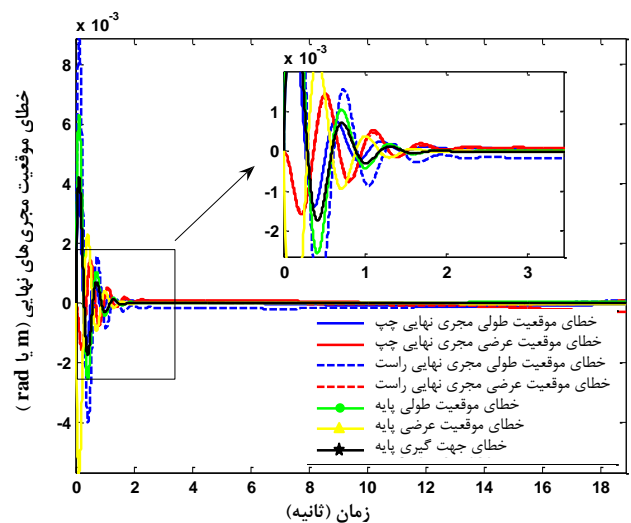 x 10⁻³
8
6
4
2
0
-2
-4
0
2
4
6
8
10
12
14
16
18
x 10⁻³
1
0
-1
-2
0
1
2
3
خطای موقعیت مجری‌های نهایی (m یا rad)
زمان (ثانیه)
خطای موقعیت طولی مجری نهایی چپ
خطای موقعیت عرضی مجری نهایی چپ
خطای موقعیت طولی مجری نهایی راست
خطای موقعیت عرضی مجری نهایی راست
خطای موقعیت طولی پایه
خطای موقعیت عرضی پایه
خطای جهت گیری پایه